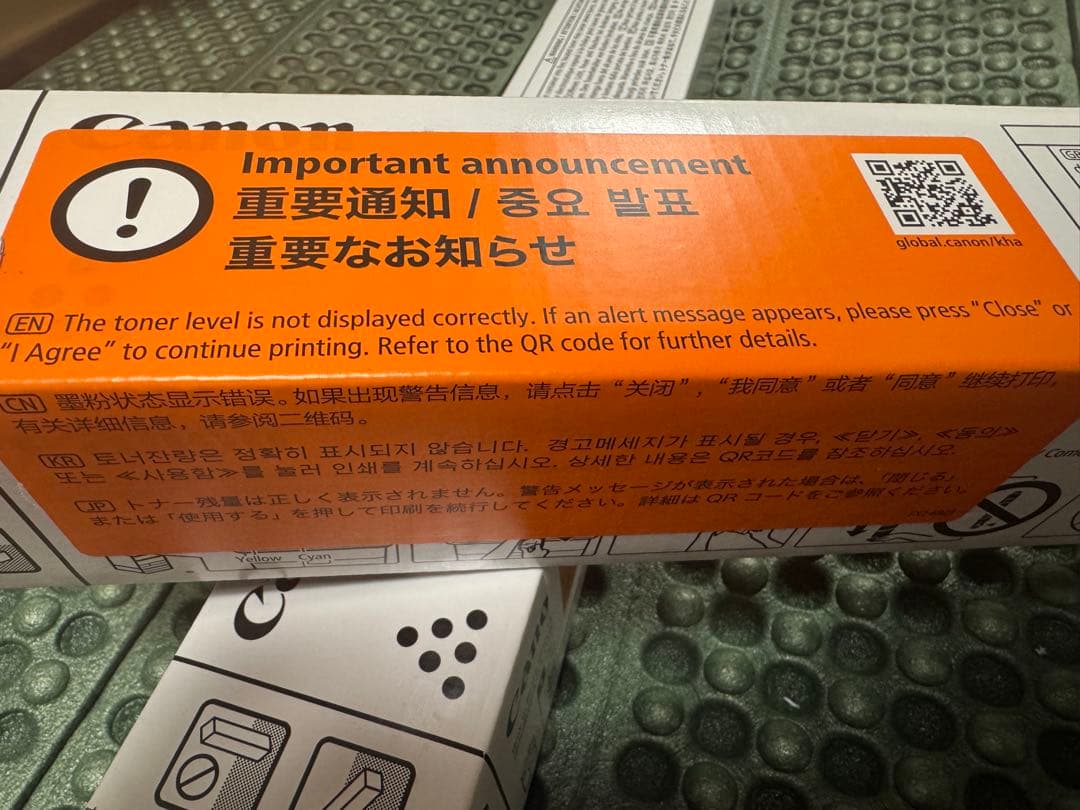 Canon
Important announcement
重要通知 / 중요 발표
重要なお知らせ
global.canon/kha
EN The toner level is not displayed correctly. If an alert message appears, please press "Close" or
"I Agree" to continue printing. Refer to the QR code for further details.
CN 墨粉状态显示错误。如果出现警告信息，请点击"关闭"，"我同意"或者"同意"继续打印，
有关详细信息，请参阅二维码。
KR 토너잔량은 정확히 표시되지 않습니다. 경고메세지가 표시될 경우, ≪닫기≫, ≪동의≫
또는 ≪사용함≫를 눌러 인쇄를 계속하십시오. 상세한 내용은 QR코드를 참조하십시오.
JP トナー残量は正しく表示されません。警告メッセージが表示された場合は、「閉じる」
または「使用する」を押して印刷を続行してください。詳細は QR コードをご参照ください。
Yellow Cyan
Canon